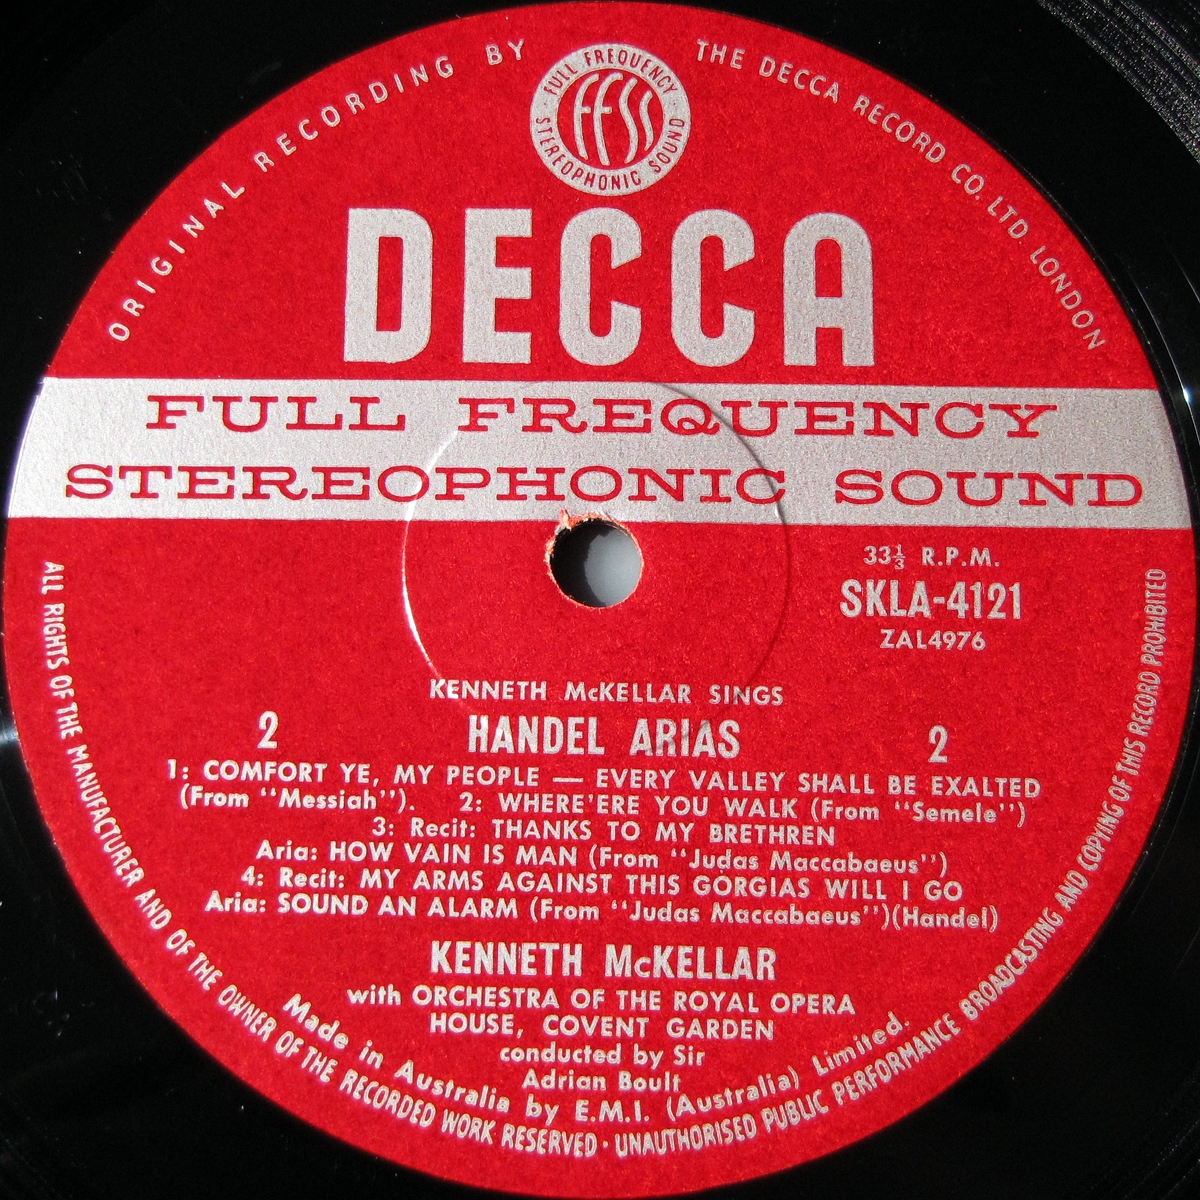 ORIGINAL RECORDING BY THE DECCA RECORD CO. LTD. LONDON
FULL FREQUENCY
FFSS
STEREOPHONIC SOUND
DECCA
FULL FREQUENCY
STEREOPHONIC SOUND
33⅓ R.P.M.
SKLA-4121
ZAL4976
KENNETH McKELLAR SINGS
2 HANDEL ARIAS 2
1: COMFORT YE, MY PEOPLE — EVERY VALLEY SHALL BE EXALTED
(From "Messiah"). 2: WHERE'ERE YOU WALK (From "Semele")
3: Recit: THANKS TO MY BRETHREN
Aria: HOW VAIN IS MAN (From "Judas Maccabaeus")
4: Recit: MY ARMS AGAINST THIS GORGIAS WILL I GO
Aria: SOUND AN ALARM (From "Judas Maccabaeus")(Handel)
KENNETH McKELLAR
with ORCHESTRA OF THE ROYAL OPERA
HOUSE, COVENT GARDEN
conducted by Sir
Adrian Boult
Made in Australia by E.M.I. (Australia) Limited.
ALL RIGHTS OF THE MANUFACTURER AND OF THE OWNER OF THE RECORDED WORK RESERVED · UNAUTHORISED PUBLIC PERFORMANCE BROADCASTING AND COPYING OF THIS RECORD PROHIBITED